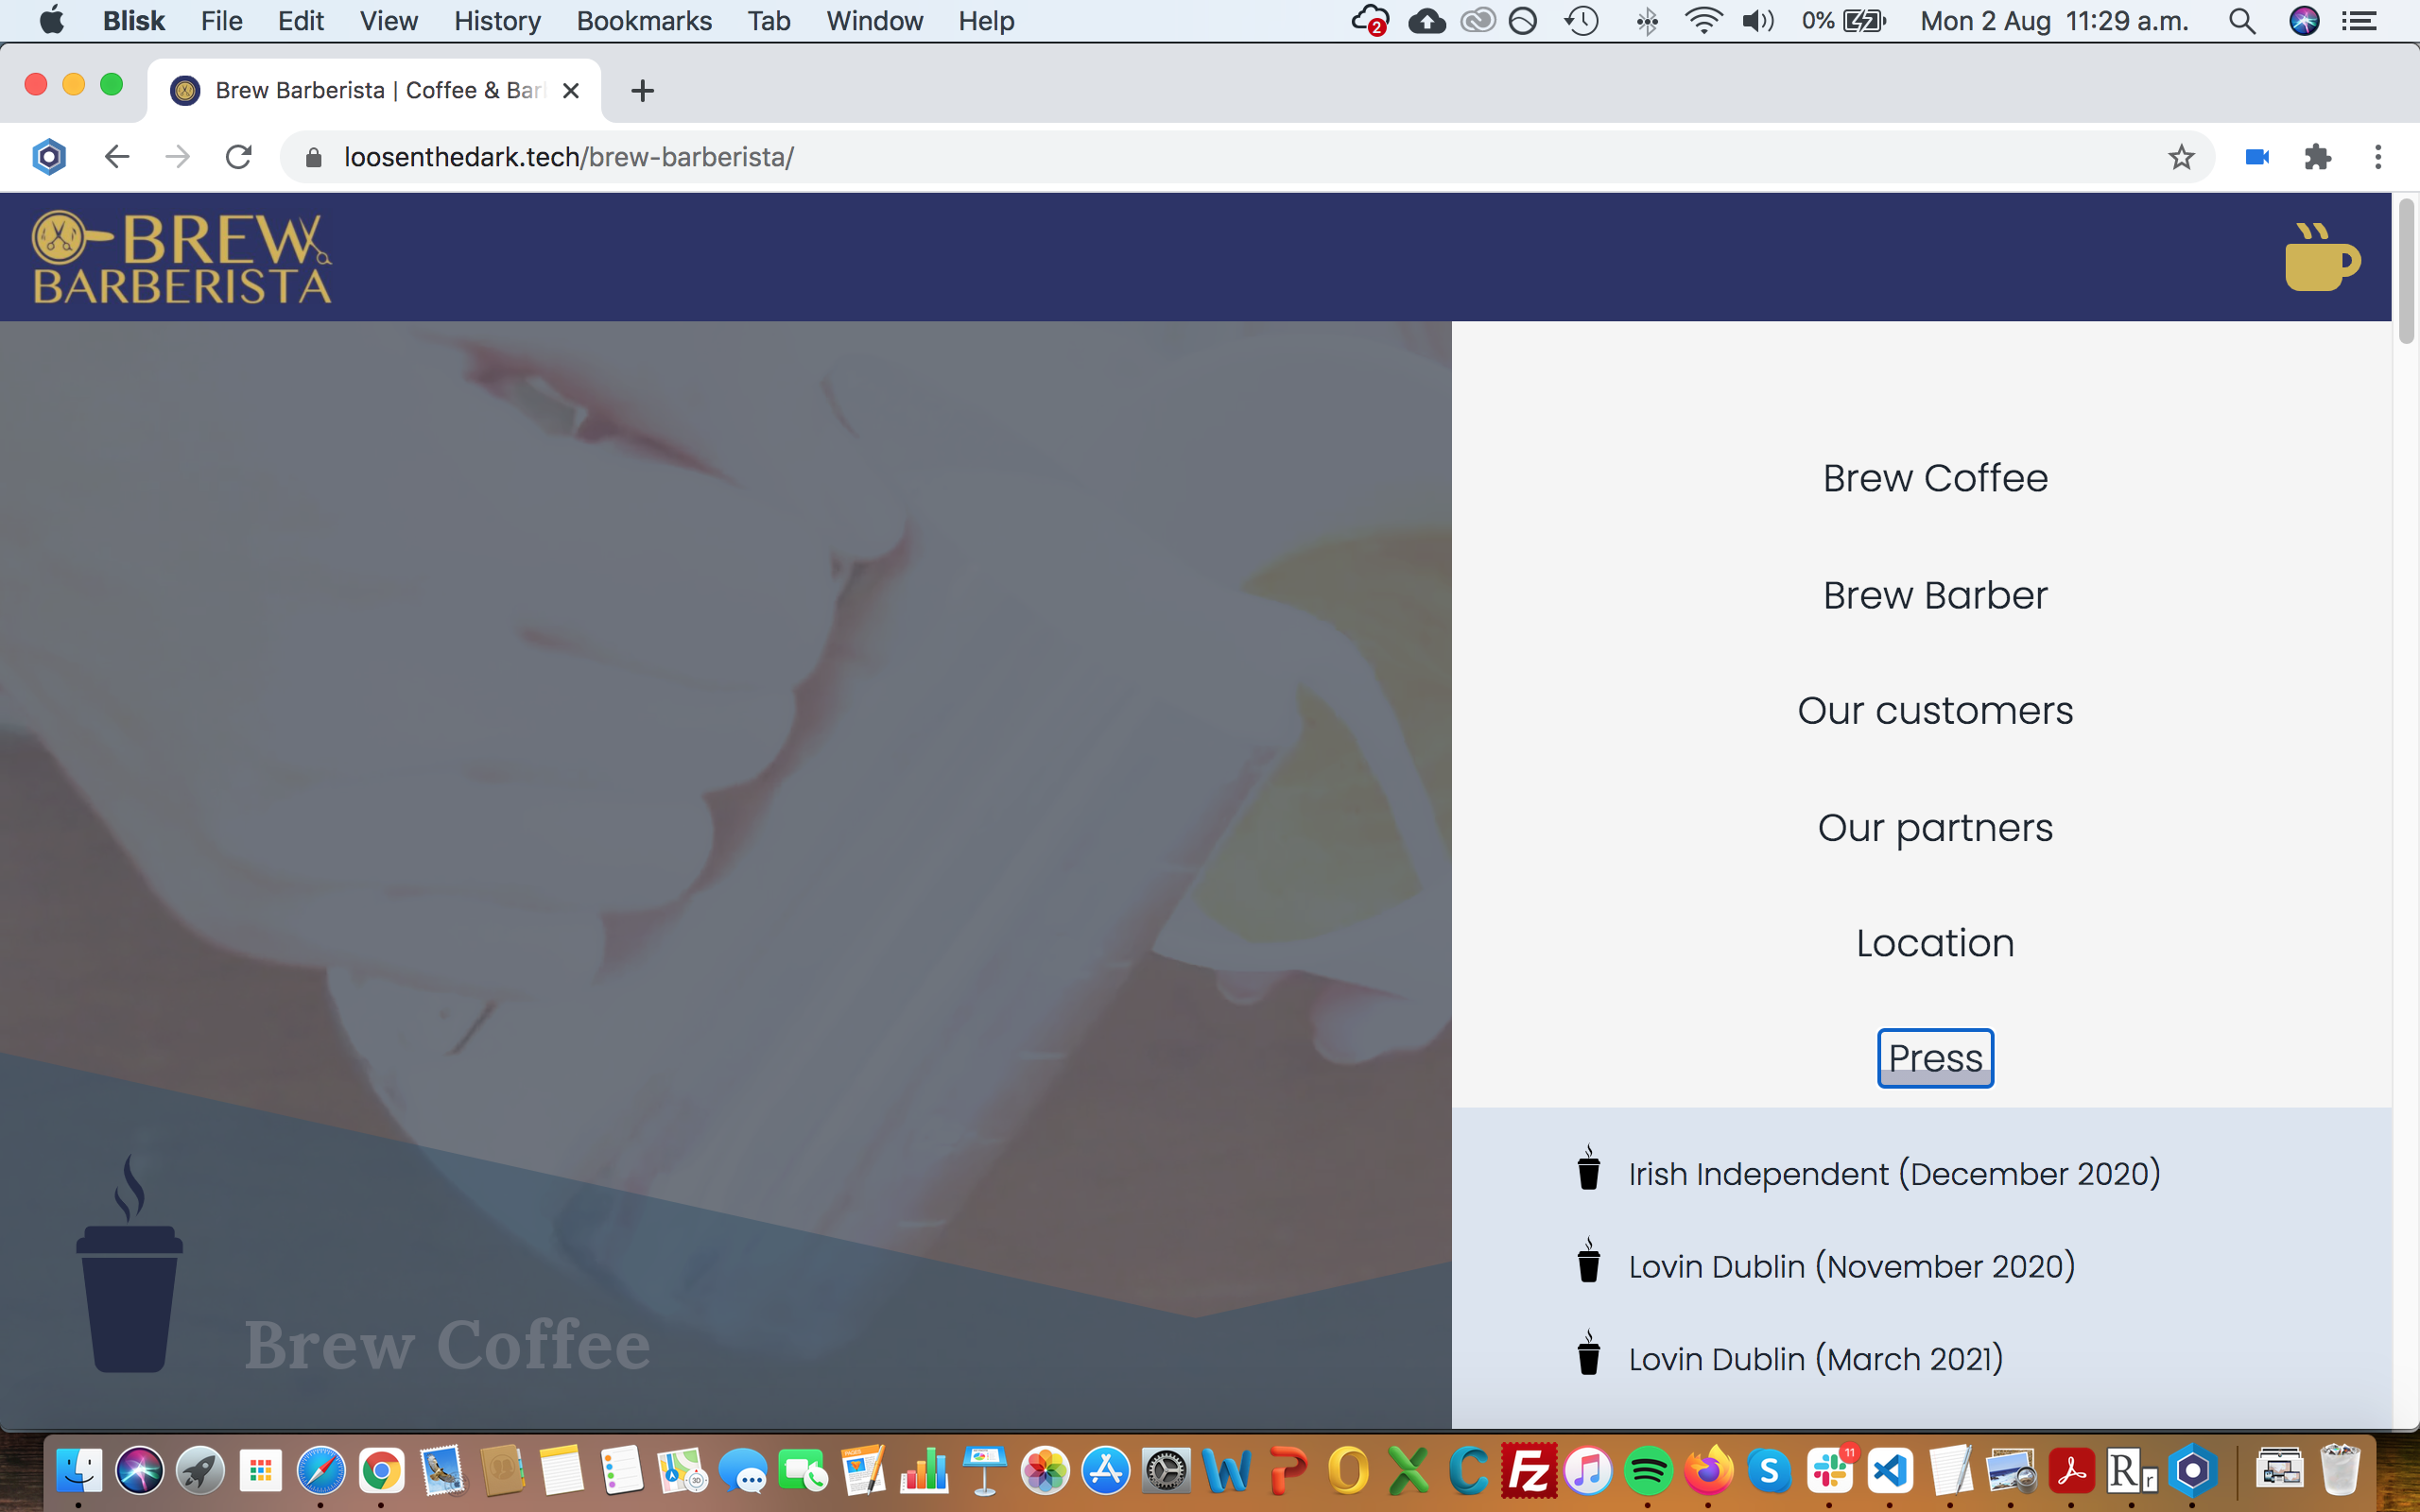 Blisk File Edit View History Bookmarks Tab Window Help 2 0% Mon 2 Aug 11:29 a.m.
Brew Barberista | Coffee & Bar
loosenthedark.tech/brew-barberista/
BREW
BARBERISTA
Brew Coffee
Brew Barber
Our customers
Our partners
Location
Press
Irish Independent (December 2020)
Lovin Dublin (November 2020)
Lovin Dublin (March 2021)
Brew Coffee
11